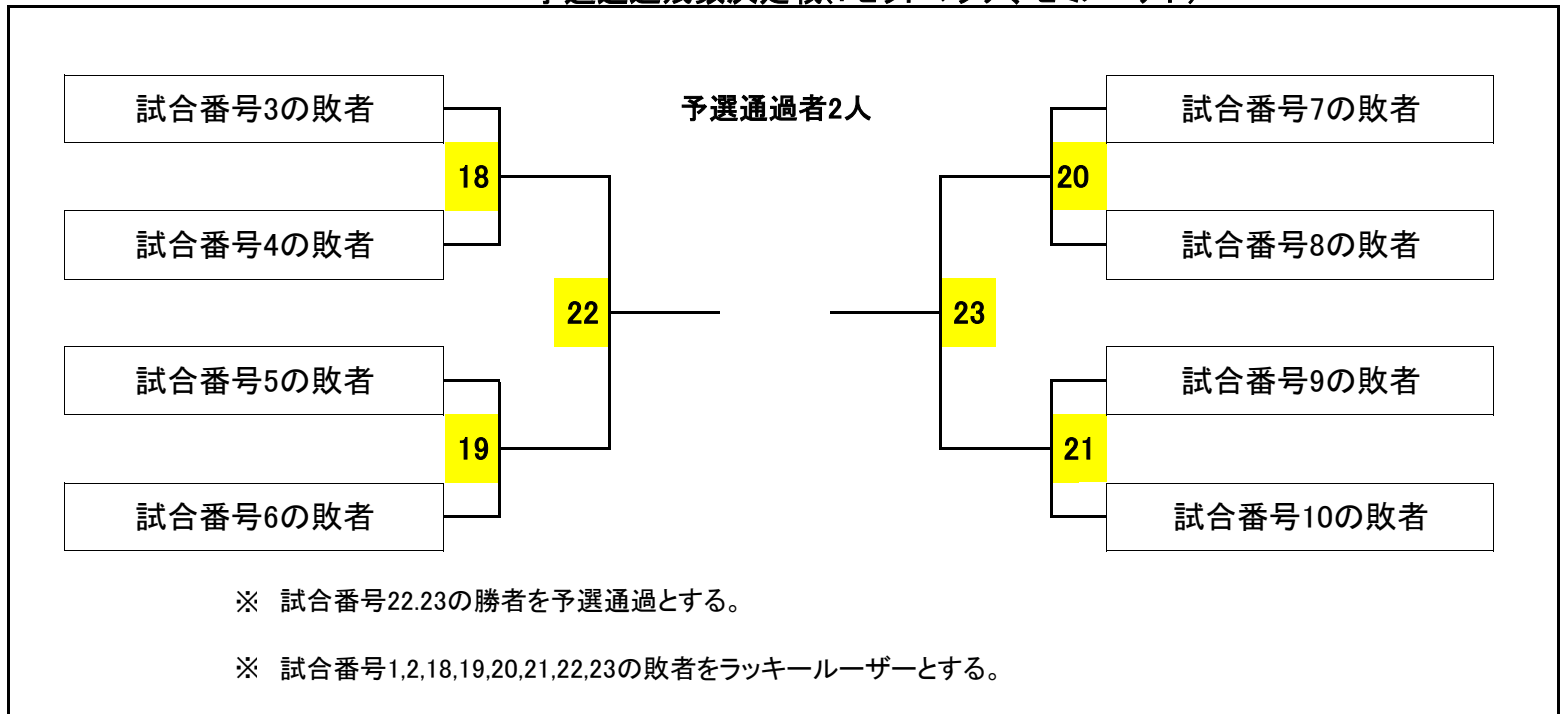 予選通過者2人
試合番号3の敗者
試合番号7の敗者
18
20
試合番号4の敗者
試合番号8の敗者
22
23
試合番号5の敗者
試合番号9の敗者
19
21
試合番号6の敗者
試合番号10の敗者
※ 試合番号22.23の勝者を予選通過とする。
※ 試合番号1,2,18,19,20,21,22,23の敗者をラッキールーザーとする。